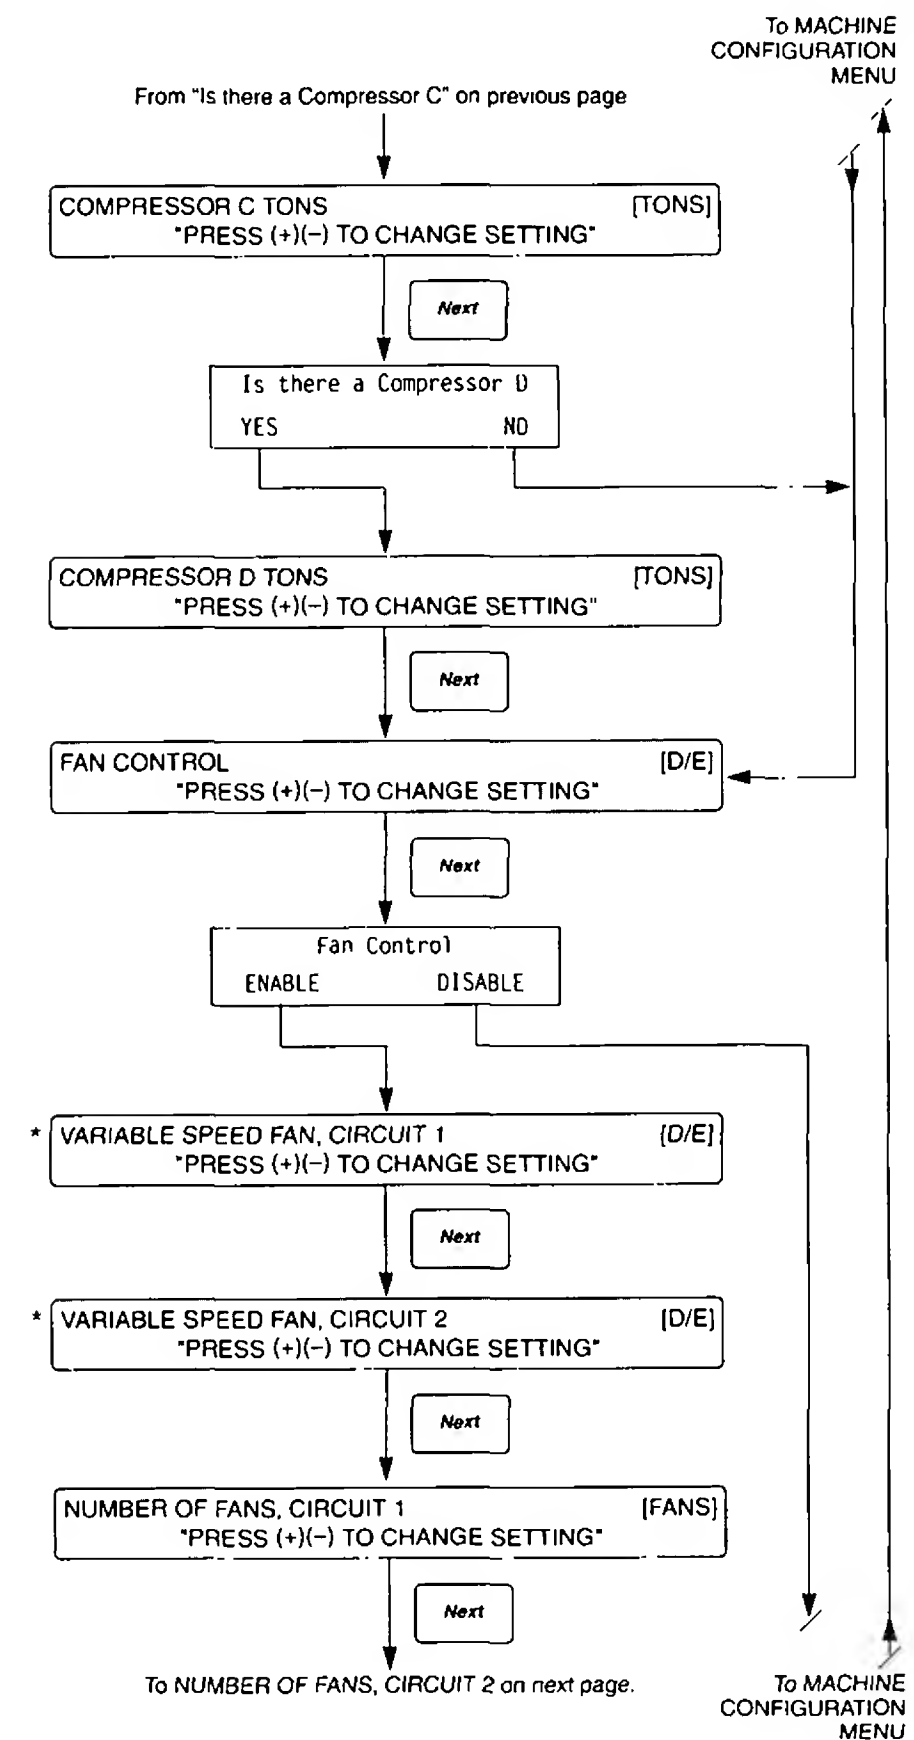 To MACHINE
CONFIGURATION
MENU
From "Is there a Compressor C" on previous page
COMPRESSOR C TONS [TONS]
"PRESS (+)(−) TO CHANGE SETTING"
Next
Is there a Compressor D
YES NO
COMPRESSOR D TONS [TONS]
"PRESS (+)(−) TO CHANGE SETTING"
Next
FAN CONTROL [D/E]
"PRESS (+)(−) TO CHANGE SETTING"
Next
Fan Control
ENABLE DISABLE
* VARIABLE SPEED FAN, CIRCUIT 1 [D/E]
"PRESS (+)(−) TO CHANGE SETTING"
Next
* VARIABLE SPEED FAN, CIRCUIT 2 [D/E]
"PRESS (+)(−) TO CHANGE SETTING"
Next
NUMBER OF FANS, CIRCUIT 1 [FANS]
"PRESS (+)(−) TO CHANGE SETTING"
Next
To NUMBER OF FANS, CIRCUIT 2 on next page.
To MACHINE
CONFIGURATION
MENU